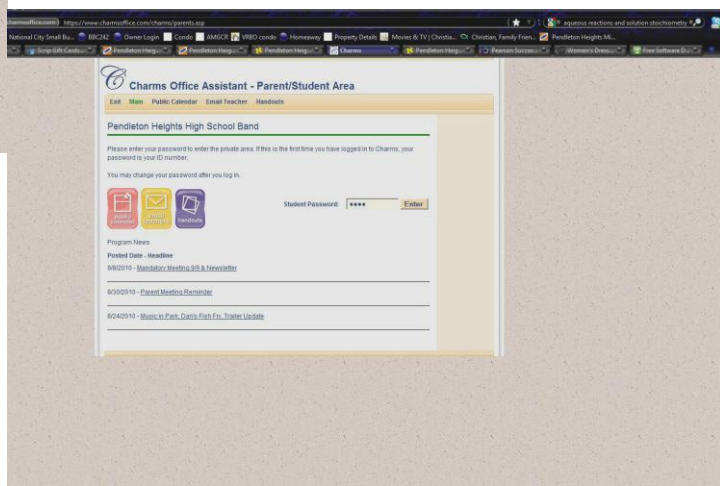 https://www.charmsoffice.com/charms/parents.asp aqueous reactions and solution stoichiometry
National City Small Bu... BBC242 Owner Login Condo AMGCR VRBO condo Homeaway Property Details Movies & TV | Christia... Christian, Family Frien... Pendleton Heights Mi...
Scrip Gift Cards... Pendleton Heig... Pendleton Heig... Pendleton Heig... Charms Pendleton Heig... Pearson Succes... Women's Dress... Free Software D...
Charms Office Assistant - Parent/Student Area
Exit Main Public Calendar Email Teacher Handouts
Pendleton Heights High School Band
Please enter your password to enter the private area. If this is the first time you have logged in to Charms, your
password is your ID number.
You may change your password after you log in.
Student Password: •••• Enter
handouts
Program News
Posted Date - Headline
9/8/2010 - Mandatory Meeting 9/9 & Newsletter
8/30/2010 - Parent Meeting Reminder
8/24/2010 - Music in Park, Dan's Fish Fri, Trailer Update